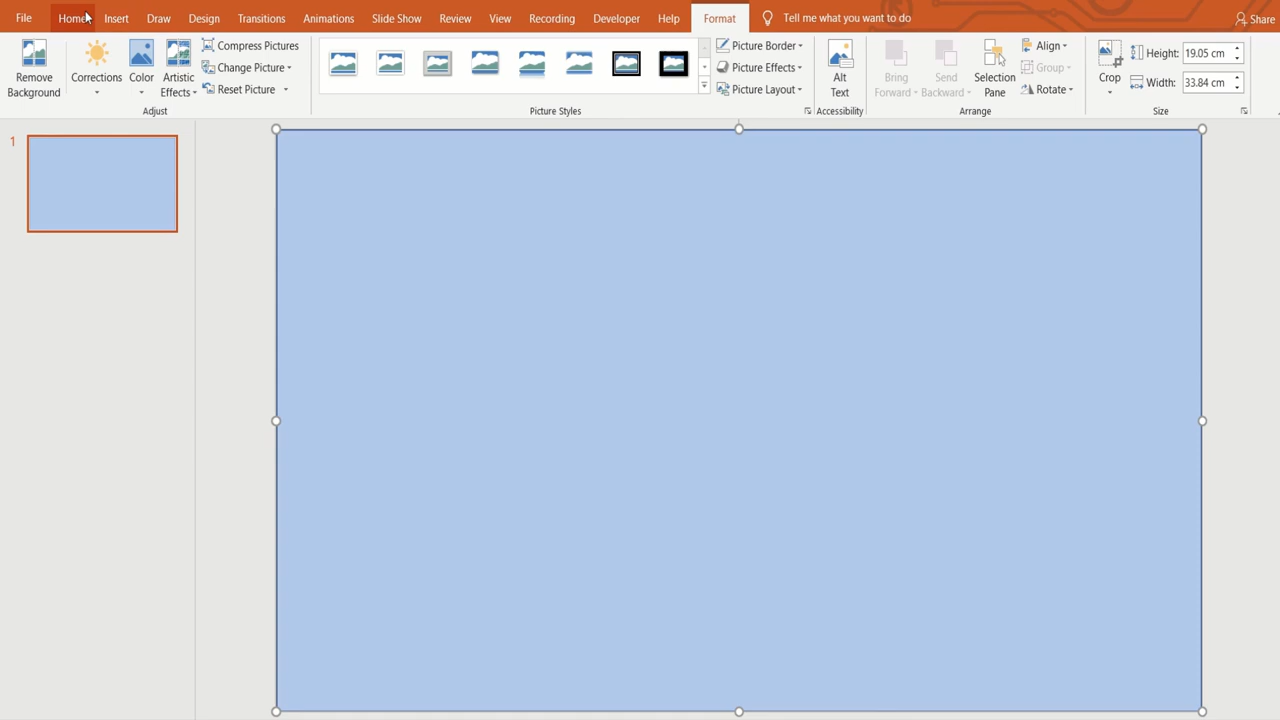 File Home Insert Draw Design Transitions Animations Slide Show Review View Recording Developer Help Format Tell me what you want to do Share
Remove Background
Corrections
Color
Artistic Effects
Compress Pictures
Change Picture
Reset Picture
Adjust
Picture Styles
Picture Border
Picture Effects
Picture Layout
Alt Text
Accessibility
Bring Forward
Send Backward
Selection Pane
Align
Group
Rotate
Arrange
Crop
Height: 19.05 cm
Width: 33.84 cm
Size
1